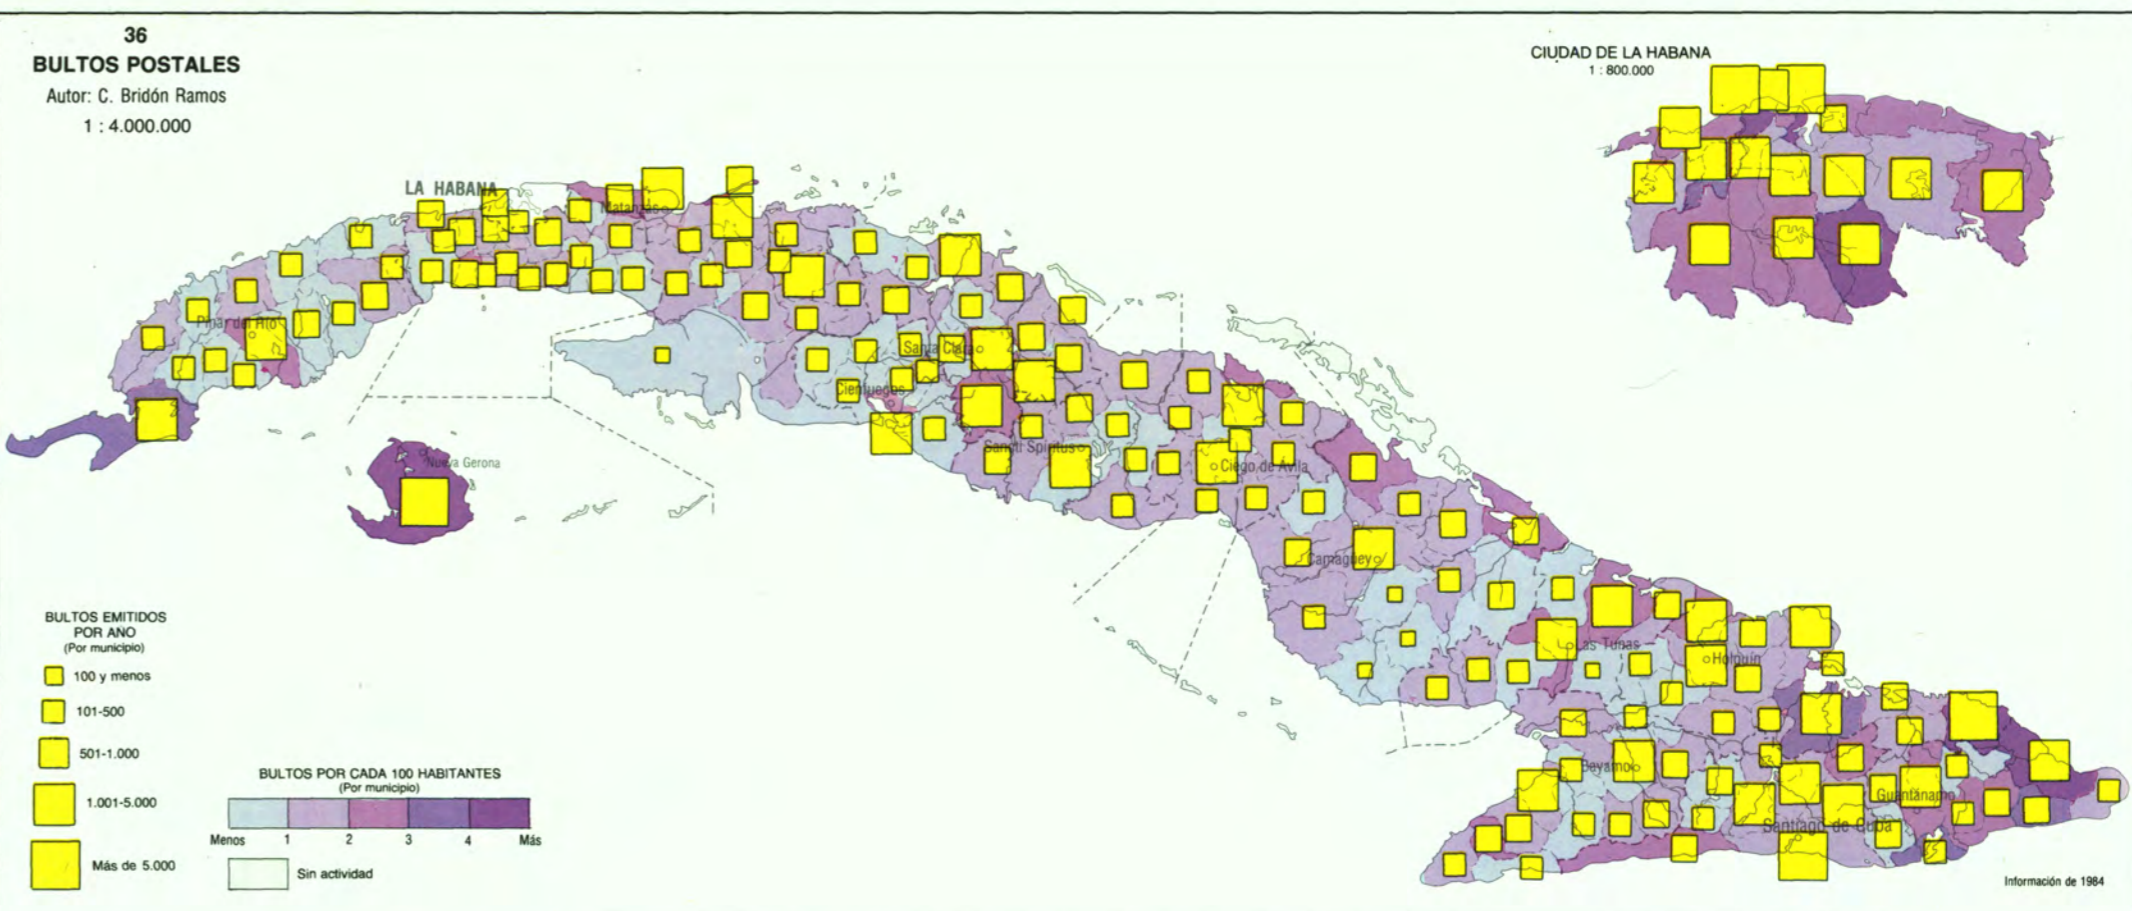 36
BULTOS POSTALES
Autor: C. Bridón Ramos
1 : 4.000.000
CIUDAD DE LA HABANA
1 : 800.000
LA HABANA
Matanzas
Pinar del Río
Santa Clara
Cienfuegos
Sancti Spíritus
Nueva Gerona
Ciego de Avila
Camagüey
Las Tunas
Holguín
Bayamo
Guantánamo
Santiago de Cuba
BULTOS EMITIDOS
POR AÑO
(Por municipio)
100 y menos
101-500
501-1.000
1.001-5.000
Más de 5.000
BULTOS POR CADA 100 HABITANTES
(Por municipio)
Menos 1 2 3 4 Más
Sin actividad
Información de 1984